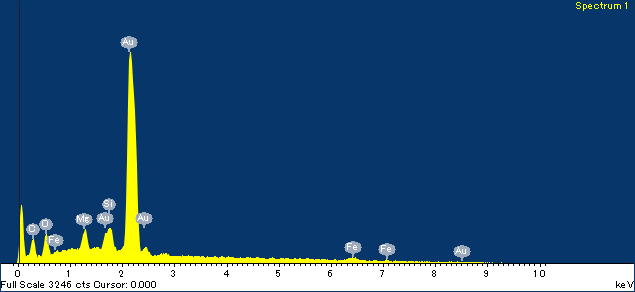 Spectrum 1
Au
Si
Mg
Au
Au
O
Fe
Fe
Fe
Au
0 1 2 3 4 5 6 7 8 9 10
Full Scale 3246 cts Cursor: 0.000 keV